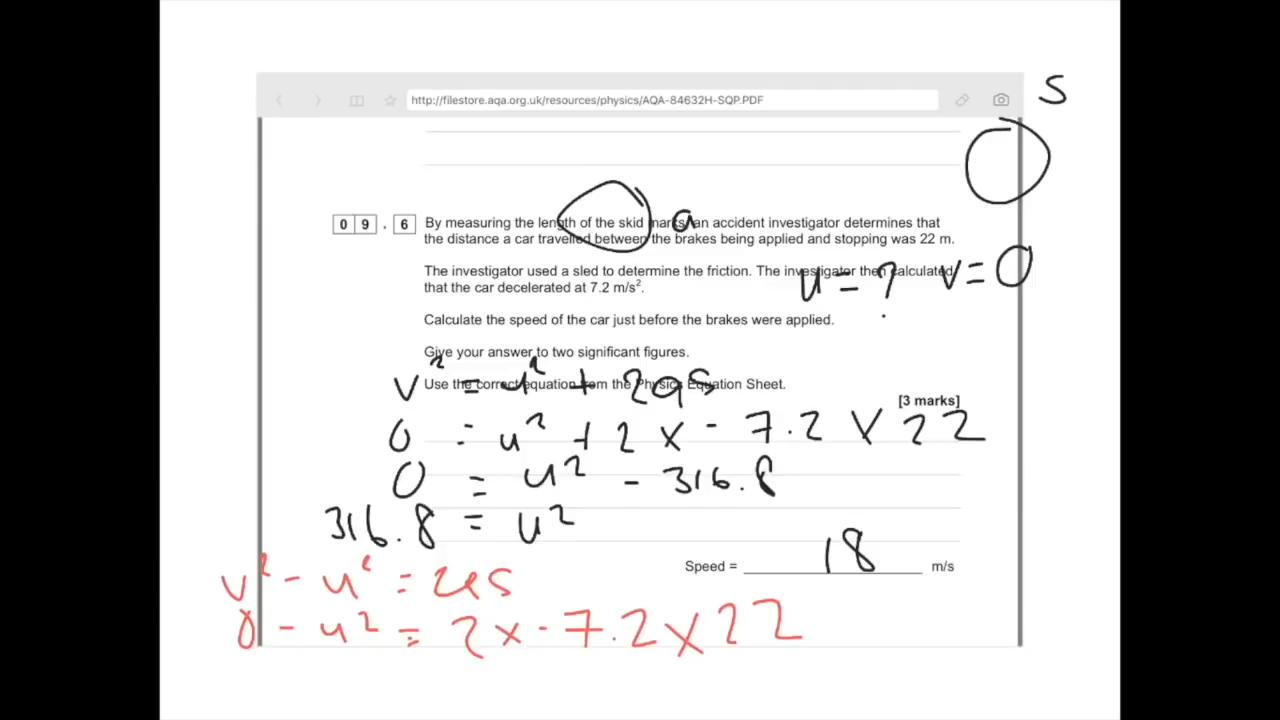 http://filestore.aqa.org.uk/resources/physics/AQA-84632H-SQP.PDF
s
0 9 . 6 By measuring the length of the skid marks, an accident investigator determines that
a
the distance a car travelled between the brakes being applied and stopping was 22 m.
The investigator used a sled to determine the friction. The investigator then calculated
u = ? v = 0
that the car decelerated at 7.2 m/s².
Calculate the speed of the car just before the brakes were applied.
Give your answer to two significant figures.
Use the correct equation from the Physics Equation Sheet.
v² = u² + 2as
[3 marks]
0 = u² + 2 x - 7.2 x 22
0 = u² - 316.8
316.8 = u²
Speed = 18 m/s
v² - u² = 2as
0 - u² = 2 x - 7.2 x 22